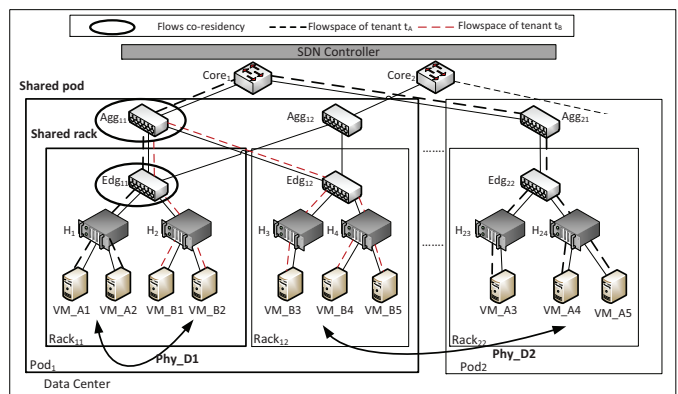 Flows co-residency Flowspace of tenant tA Flowspace of tenant tB
SDN Controller
Core1 Core2
Shared pod
Agg11 Agg12 Agg21
Shared rack
Edg11 Edg12 Edg22
H1 H2 H3 H4 H23 H24
VM_A1 VM_A2 VM_B1 VM_B2 VM_B3 VM_B4 VM_B5 VM_A3 VM_A4 VM_A5
Rack11 Rack12 Rack22
Phy_D1 Phy_D2
Pod1 Pod2
Data Center